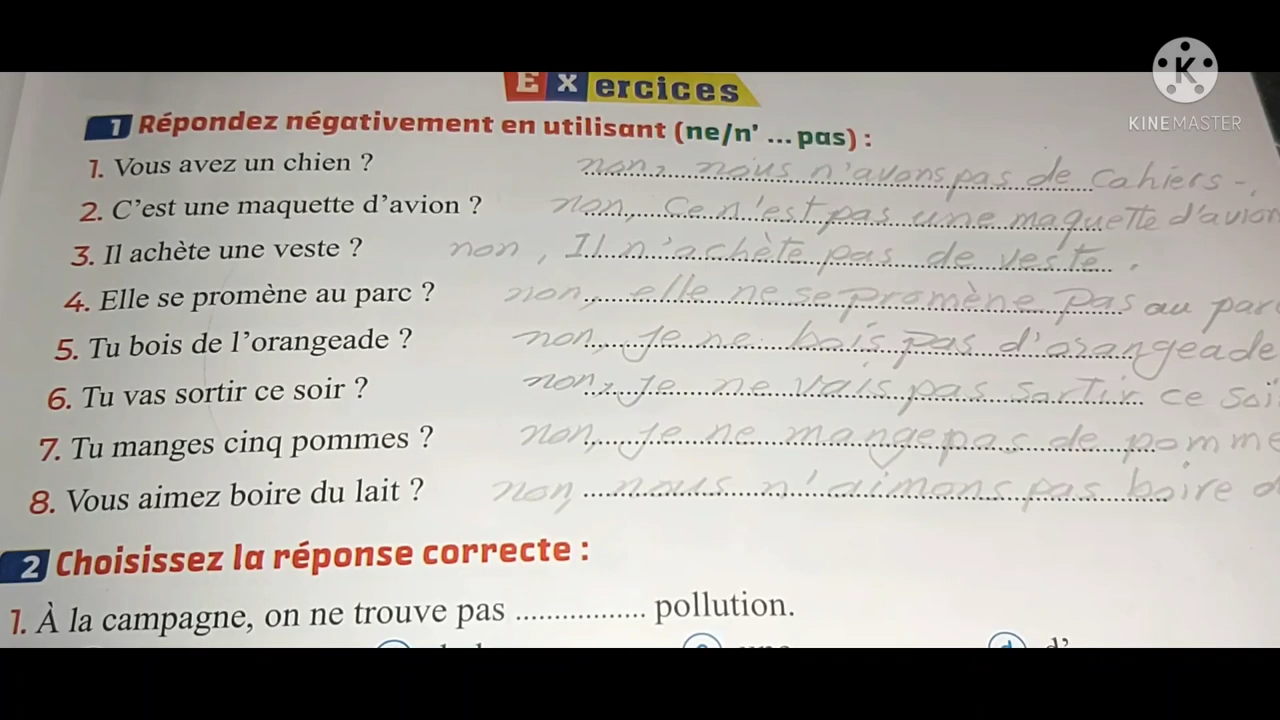 Exercices
KINEMASTER
1 Répondez négativement en utilisant (ne/n' ... pas) :
1. Vous avez un chien ? non, nous n'avons pas de cahiers -.
2. C'est une maquette d'avion ? non, ce n'est pas une maquette d'avion
3. Il achète une veste ? non, Il n'achète pas de veste.
4. Elle se promène au parc ? non, elle ne se promène pas au parc
5. Tu bois de l'orangeade ? non, je ne bois pas d'orangeade
6. Tu vas sortir ce soir ? non, je ne vais pas sortir ce soi
7. Tu manges cinq pommes ? non, je ne mange pas de pomme
8. Vous aimez boire du lait ? non, nous n'aimons pas boire d
2 Choisissez la réponse correcte :
1. À la campagne, on ne trouve pas ................ pollution.
d d'